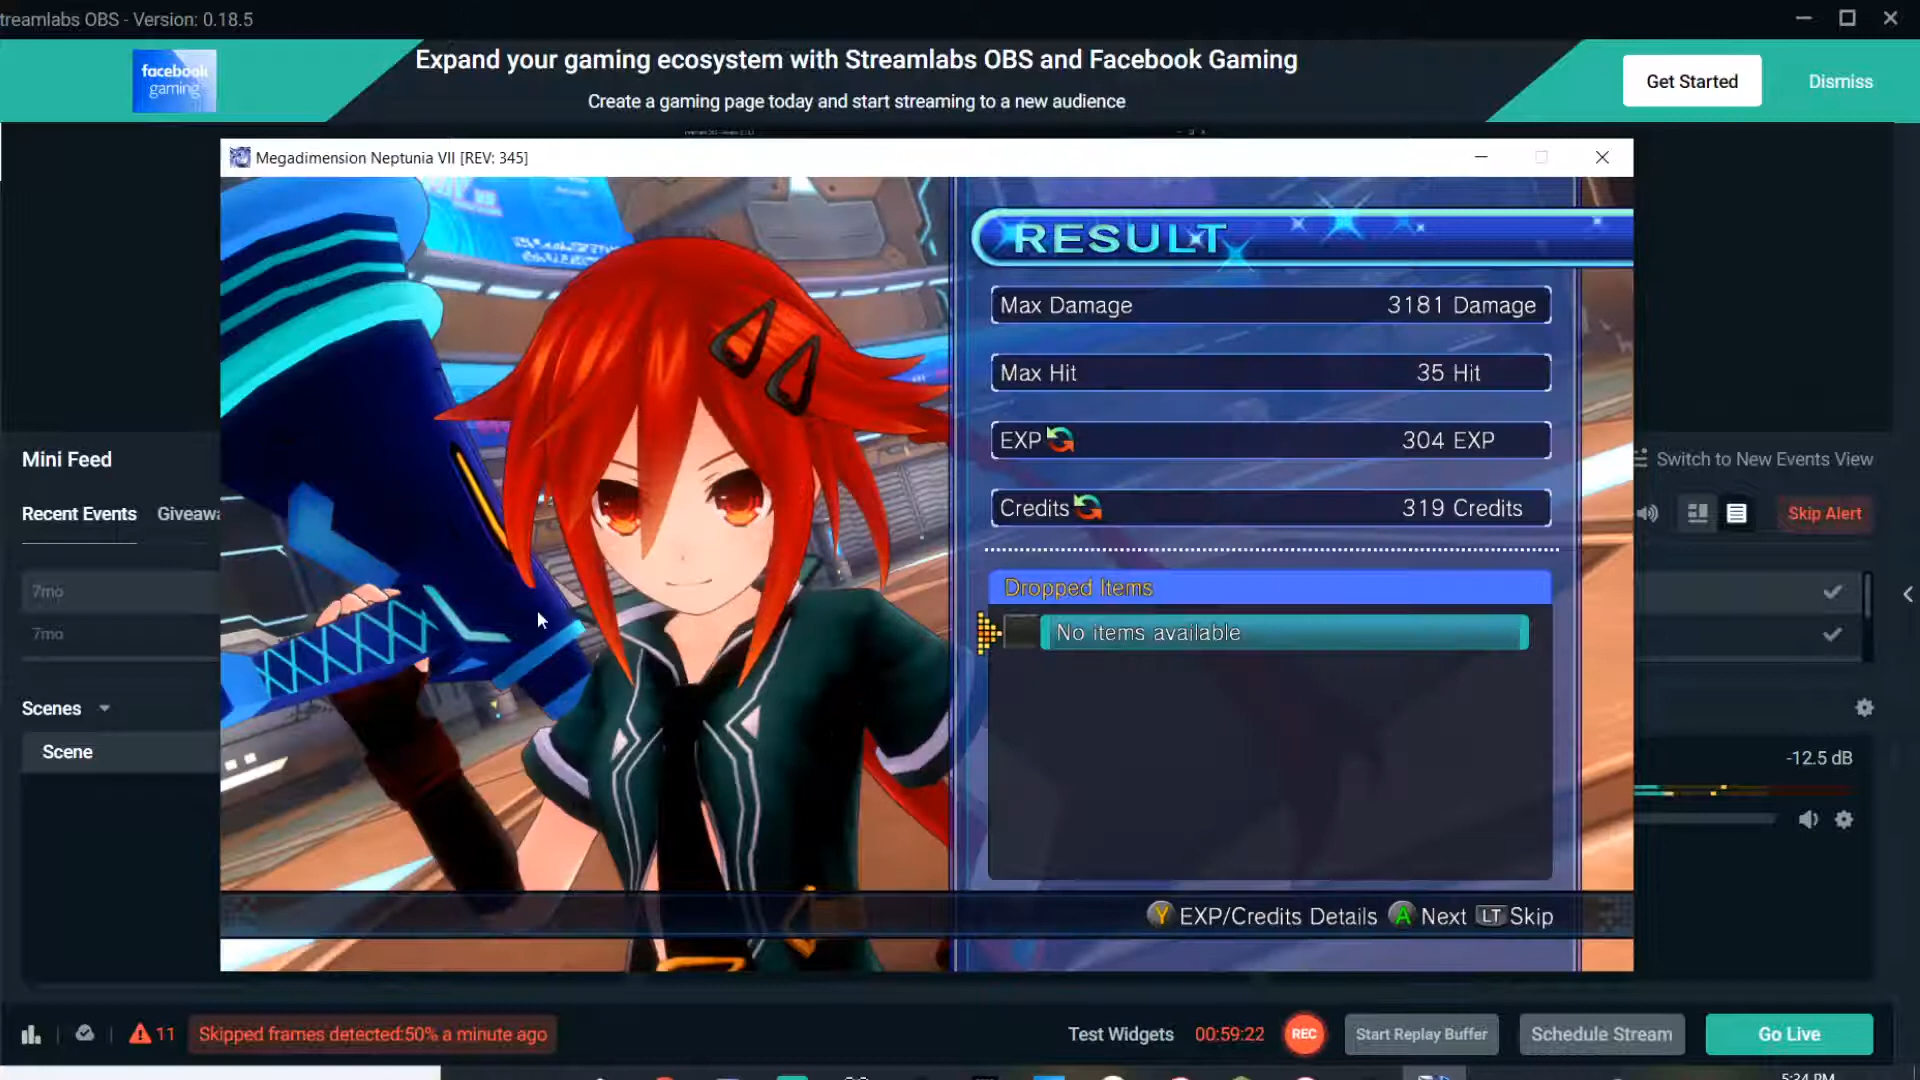 treamlabs OBS - Version: 0.18.5
facebook
gaming
Expand your gaming ecosystem with Streamlabs OBS and Facebook Gaming
Create a gaming page today and start streaming to a new audience
Get Started
Dismiss
Megadimension Neptunia VII [REV: 345]
RESULT
Max Damage 3181 Damage
Max Hit 35 Hit
EXP 304 EXP
Credits 319 Credits
Dropped Items
No items available
Y EXP/Credits Details A Next LT Skip
Mini Feed
Switch to New Events View
Recent Events Giveawa
Skip Alert
7mo
7mo
Scenes
Scene
-12.5 dB
11
Skipped frames detected:50% a minute ago
Test Widgets
00:59:22
REC
Start Replay Buffer
Schedule Stream
Go Live
5:34 PM